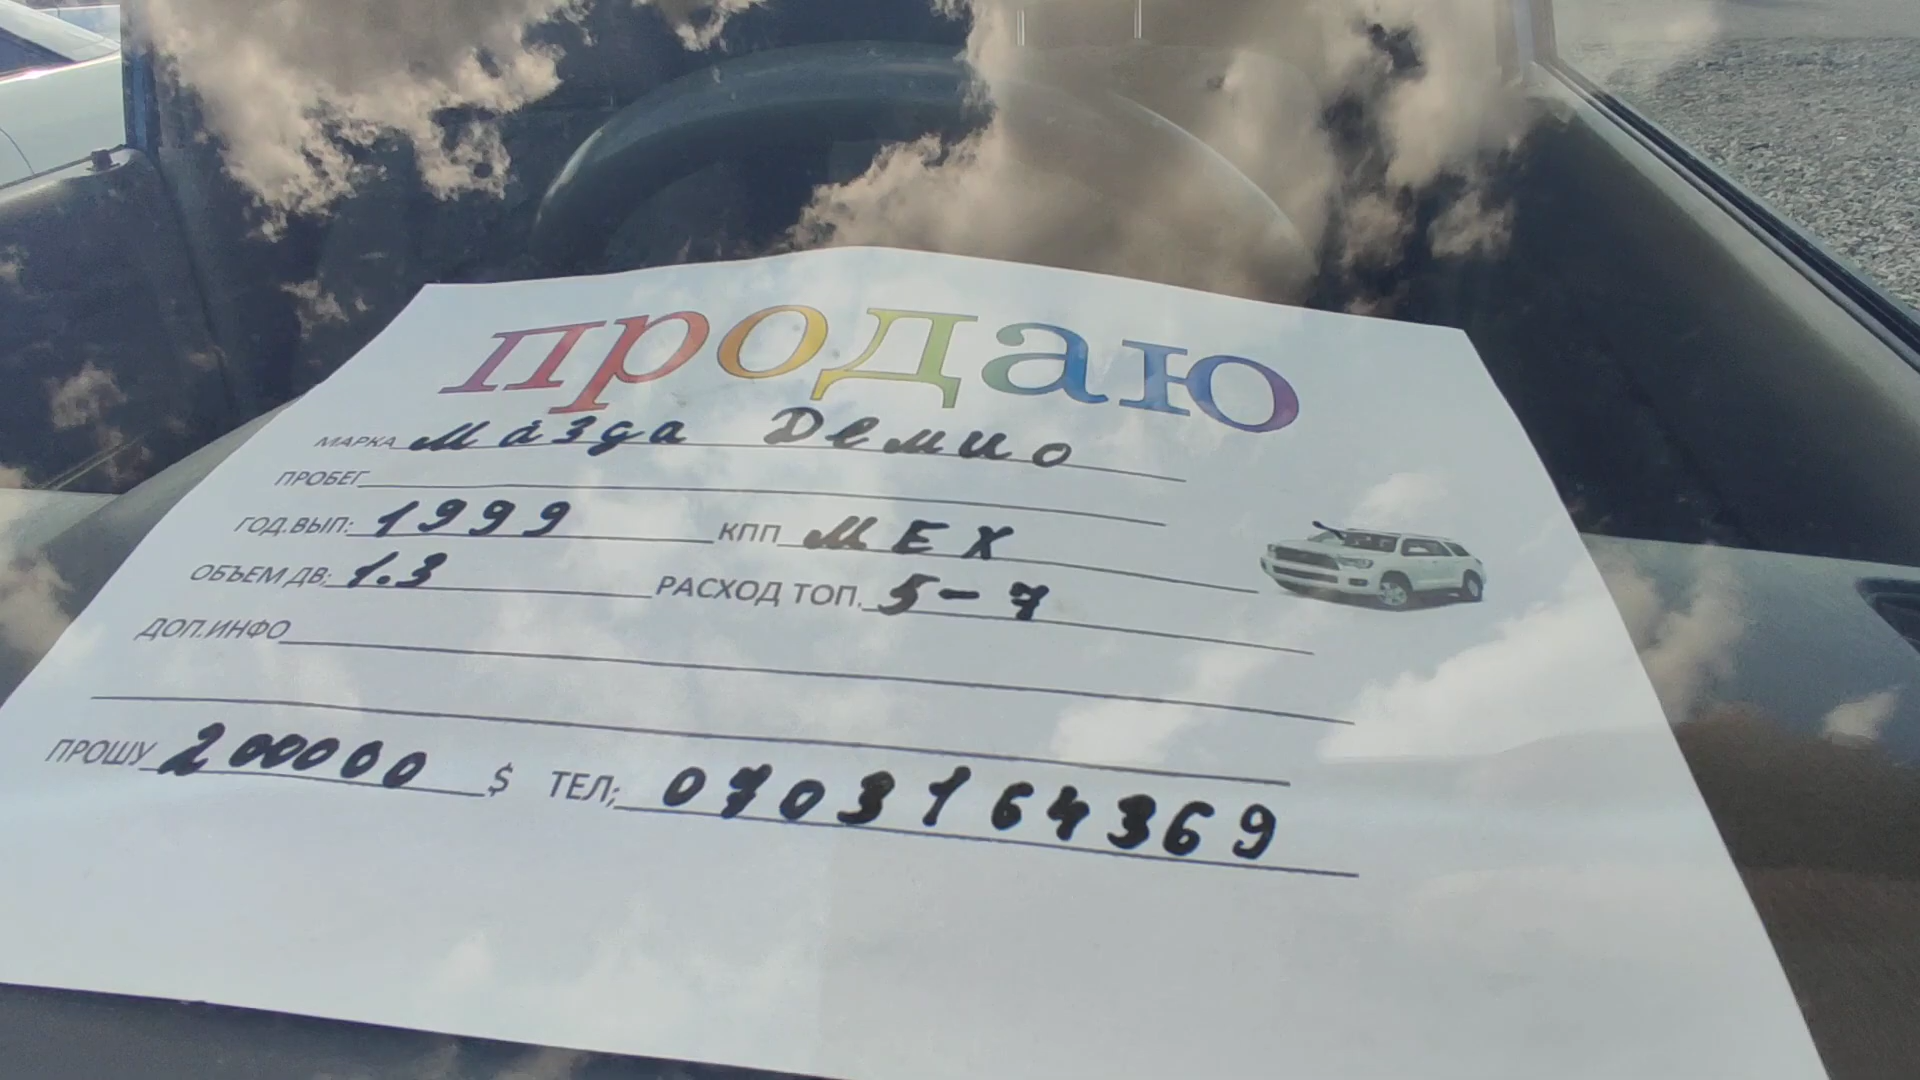 продаю
МАРКА Мазда Демио
ПРОБЕГ
ГОД.ВЫП: 1999 КПП МЕХ
ОБЪЕМ ДВ; 1.3 РАСХОД ТОП. 5-7
ДОП.ИНФО
ПРОШУ 200000 $ ТЕЛ; 0703164369